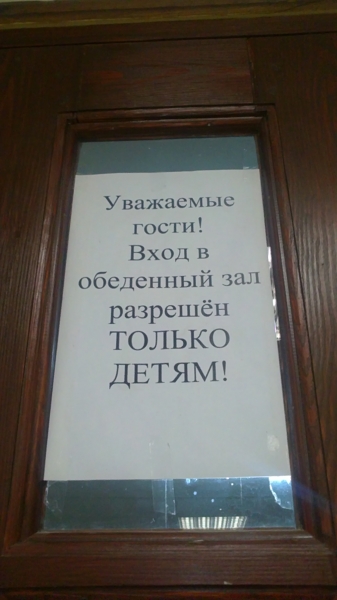 Уважаемые
гости!
Вход в
обеденный зал
разрешён
ТОЛЬКО
ДЕТЯМ!